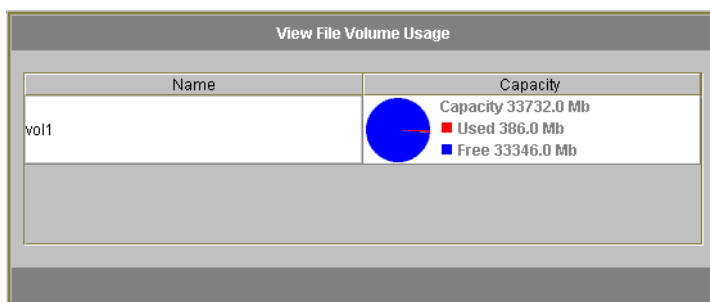 View File Volume Usage
Name Capacity
vol1
Capacity 33732.0 Mb
Used 386.0 Mb
Free 33346.0 Mb